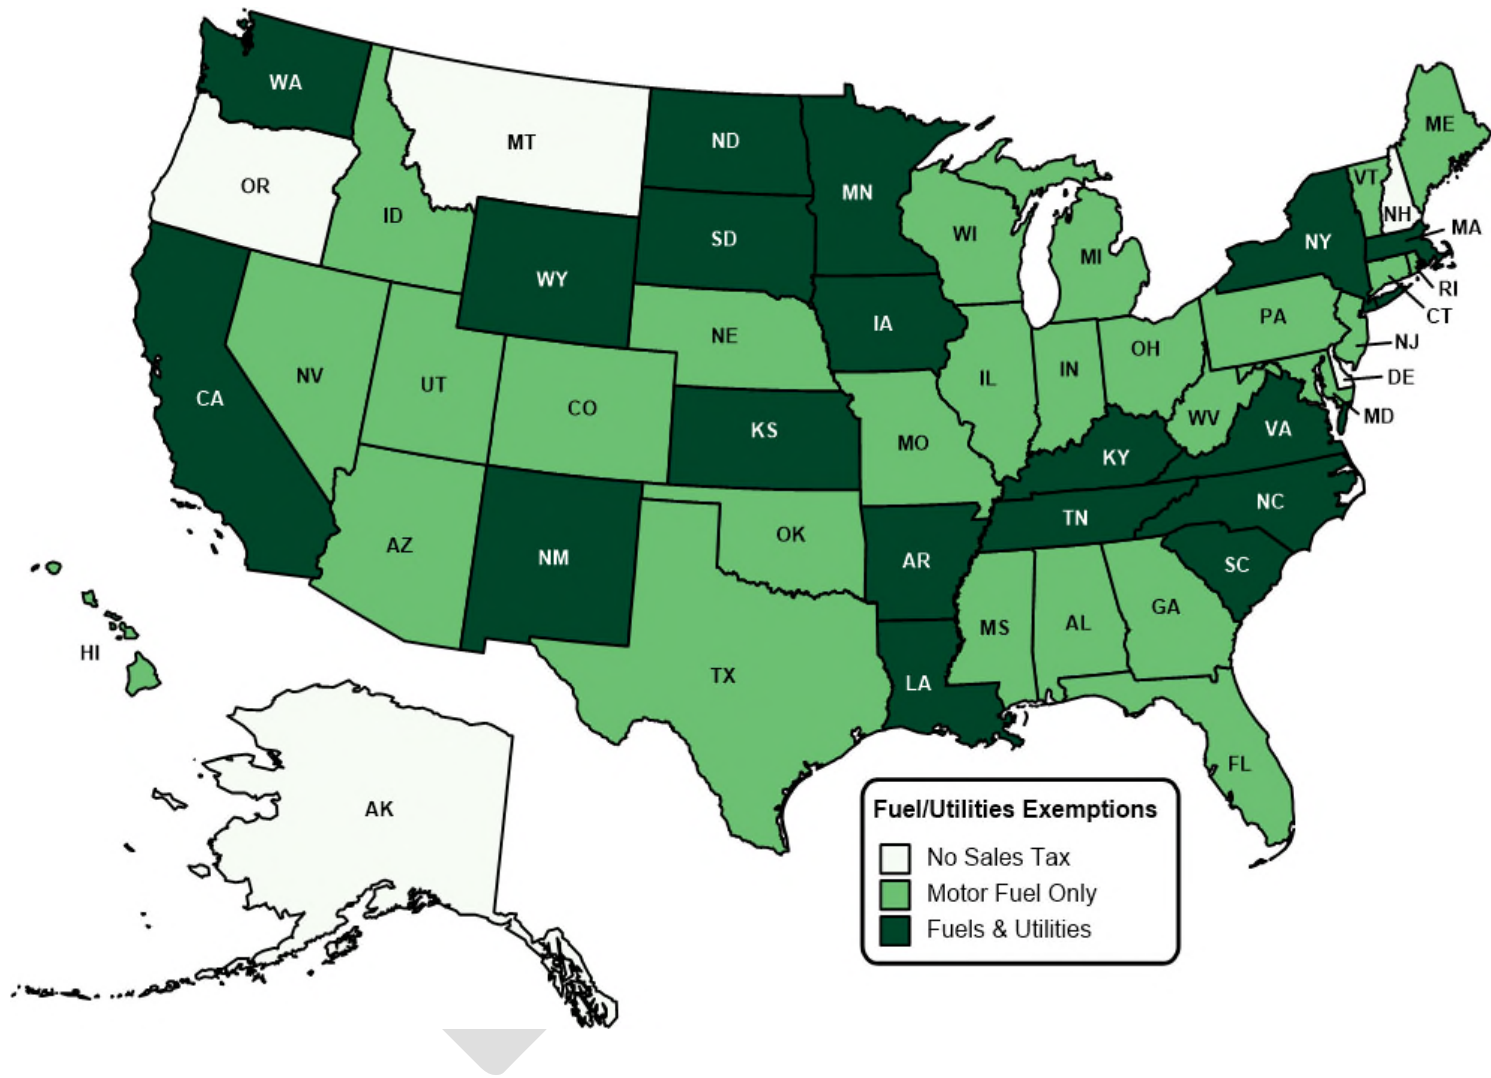 WA
MT
ND
MN
OR
ID
SD
WY
WI
MI
ME
VT
NH
NY
MA
RI
CT
PA
NJ
DE
MD
NE
IA
NV
UT
CO
CA
KS
MO
IL
IN
OH
WV
VA
KY
NC
TN
SC
AZ
NM
OK
AR
MS
AL
GA
HI
TX
LA
FL
AK
Fuel/Utilities Exemptions
No Sales Tax
Motor Fuel Only
Fuels & Utilities